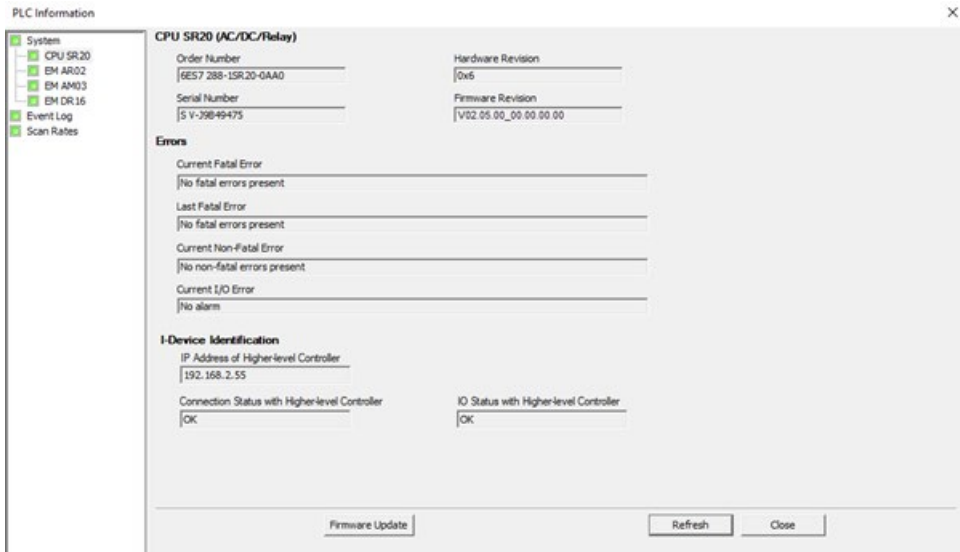 PLC Information
System
CPU SR20
EM AR02
EM AM03
EM DR16
Event Log
Scan Rates
CPU SR20 (AC/DC/Relay)
Order Number
Hardware Revision
6ES7 288-1SR20-0AA0
0x6
Serial Number
Firmware Revision
S V-J9B49475
V02.05.00_00.00.00.00
Errors
Current Fatal Error
No fatal errors present
Last Fatal Error
No fatal errors present
Current Non-Fatal Error
No non-fatal errors present
Current I/O Error
No alarm
I-Device Identification
IP Address of Higher-level Controller
192.168.2.55
Connection Status with Higher-level Controller
IO Status with Higher-level Controller
OK
OK
Firmware Update
Refresh
Close